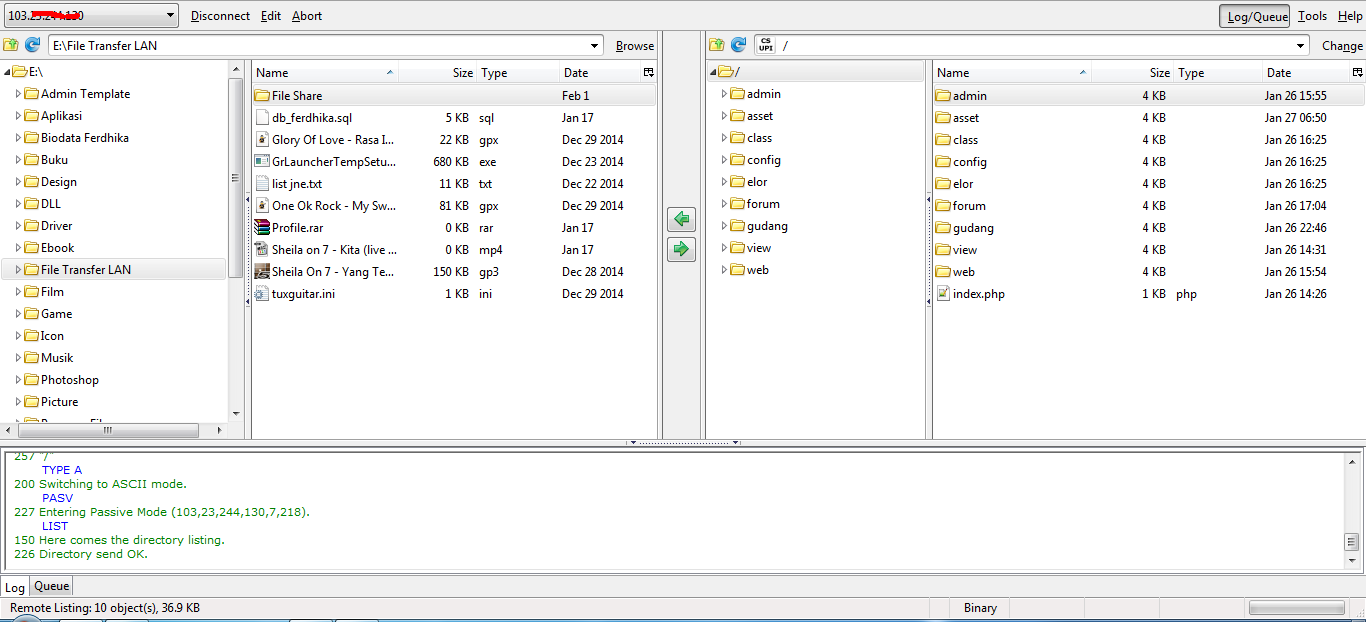 103.23.244.130 Disconnect Edit Abort Log/Queue Tools Help
E:\File Transfer LAN Browse CS UPI / Change
E:\
Admin Template
Aplikasi
Biodata Ferdhika
Buku
Design
DLL
Driver
Ebook
File Transfer LAN
Film
Game
Icon
Musik
Photoshop
Picture
Name Size Type Date
File Share Feb 1
db_ferdhika.sql 5 KB sql Jan 17
Glory Of Love - Rasa I... 22 KB gpx Dec 29 2014
GrLauncherTempSetu... 680 KB exe Dec 23 2014
list jne.txt 11 KB txt Dec 22 2014
One Ok Rock - My Sw... 81 KB gpx Dec 29 2014
Profile.rar 0 KB rar Jan 17
Sheila on 7 - Kita (live ... 0 KB mp4 Jan 17
Sheila On 7 - Yang Te... 150 KB gp3 Dec 28 2014
tuxguitar.ini 1 KB ini Dec 29 2014
/
admin
asset
class
config
elor
forum
gudang
view
web
Name Size Type Date
admin 4 KB Jan 26 15:55
asset 4 KB Jan 27 06:50
class 4 KB Jan 26 16:25
config 4 KB Jan 26 16:25
elor 4 KB Jan 26 16:25
forum 4 KB Jan 26 17:04
gudang 4 KB Jan 26 22:46
view 4 KB Jan 26 14:31
web 4 KB Jan 26 15:54
index.php 1 KB php Jan 26 14:26
257 "/"
TYPE A
200 Switching to ASCII mode.
PASV
227 Entering Passive Mode (103,23,244,130,7,218).
LIST
150 Here comes the directory listing.
226 Directory send OK.
Log Queue
Remote Listing: 10 object(s), 36.9 KB Binary